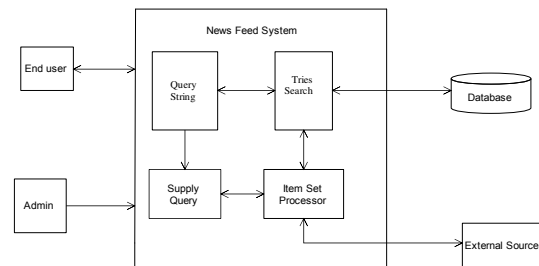 News Feed System
End user
Query
String
Tries
Search
Database
Supply
Query
Item Set
Processor
Admin
External Source